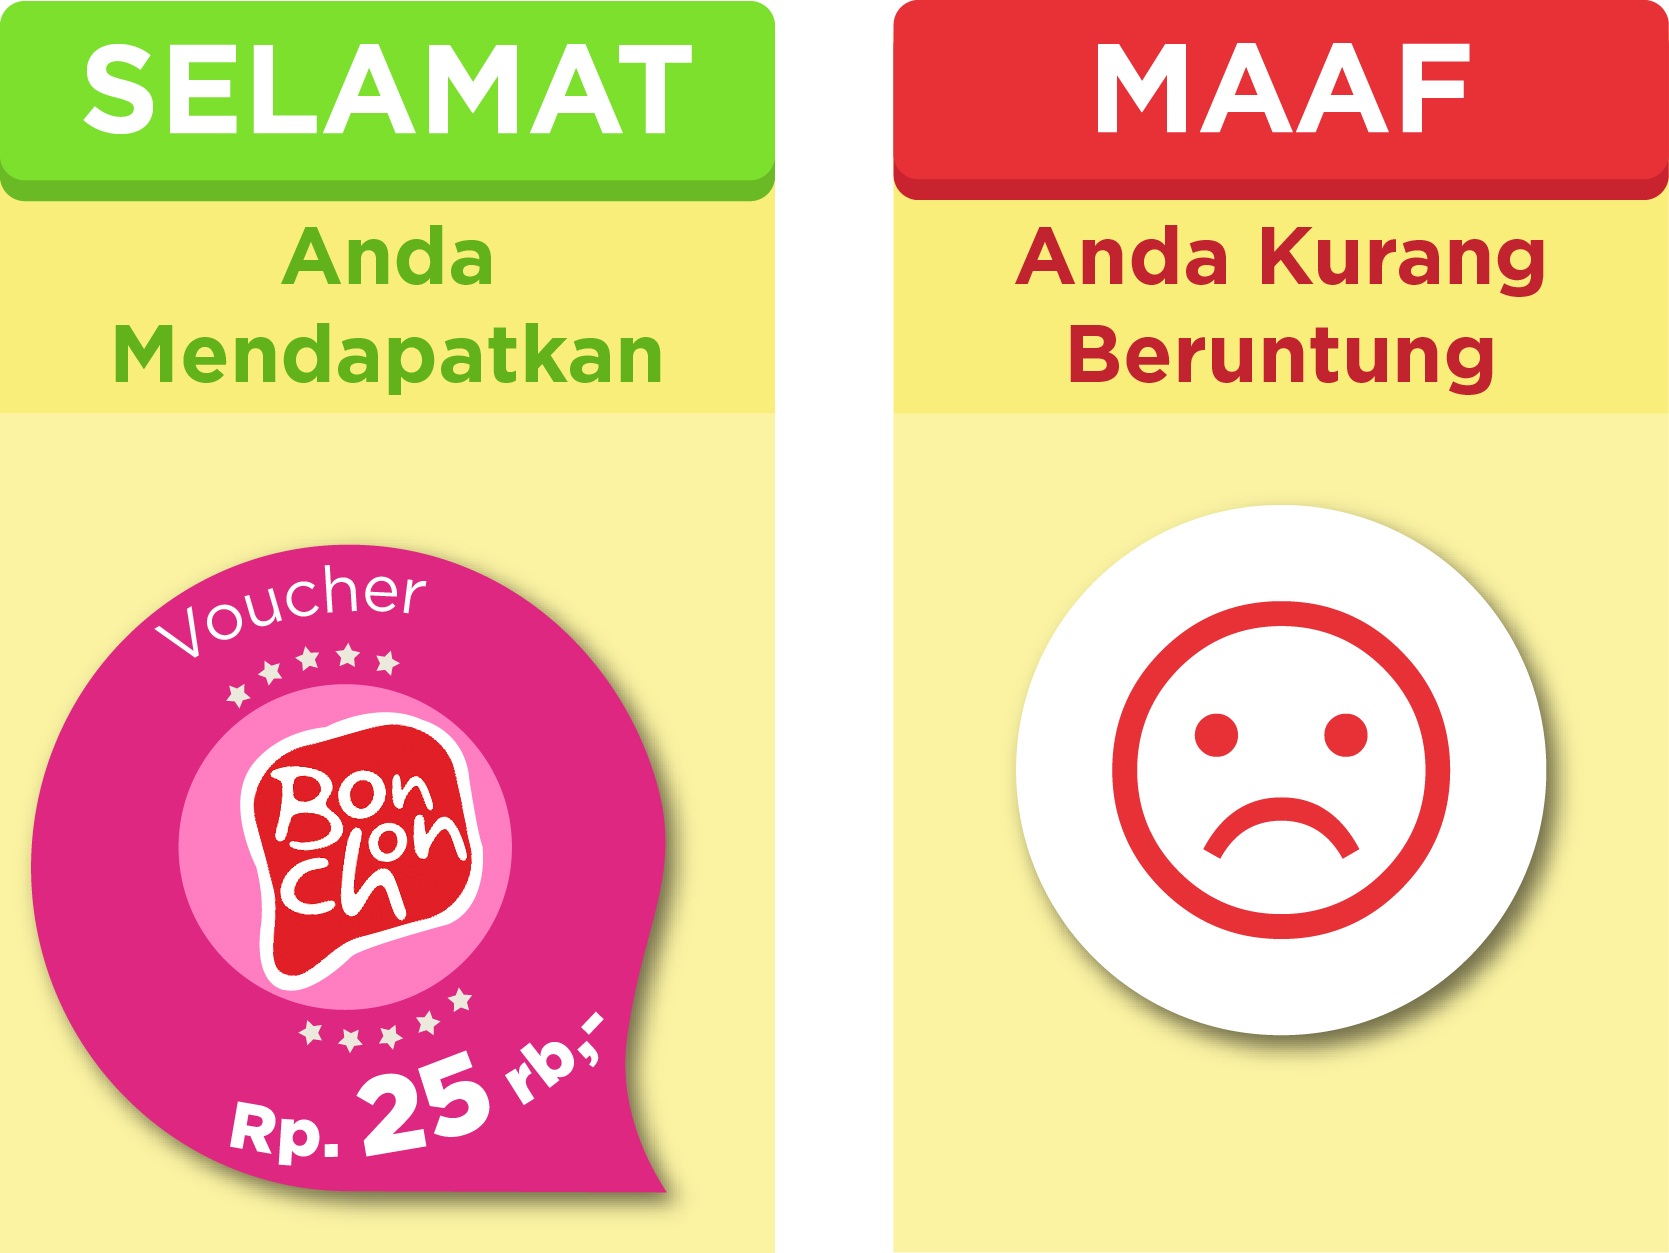 SELAMAT
Anda
Mendapatkan
Voucher
Bon
Chon
Rp. 25 rb,-
MAAF
Anda Kurang
Beruntung